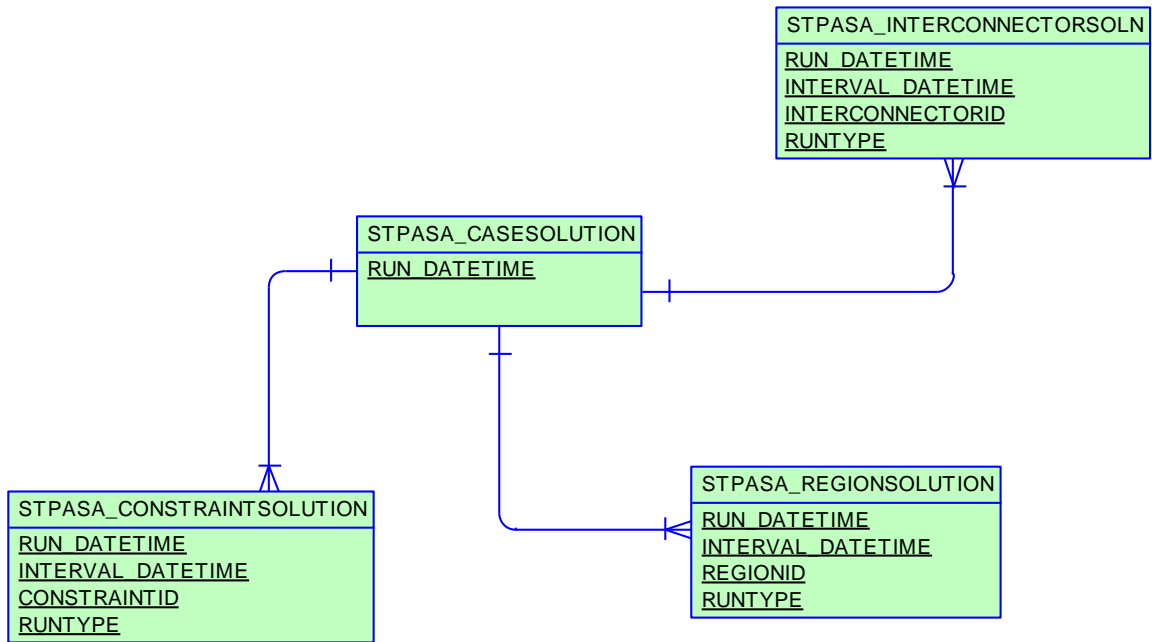 STPASA_INTERCONNECTORSOLN
RUN_DATETIME
INTERVAL_DATETIME
INTERCONNECTORID
RUNTYPE
STPASA_CASESOLUTION
RUN_DATETIME
STPASA_CONSTRAINTSOLUTION
RUN_DATETIME
INTERVAL_DATETIME
CONSTRAINTID
RUNTYPE
STPASA_REGIONSOLUTION
RUN_DATETIME
INTERVAL_DATETIME
REGIONID
RUNTYPE